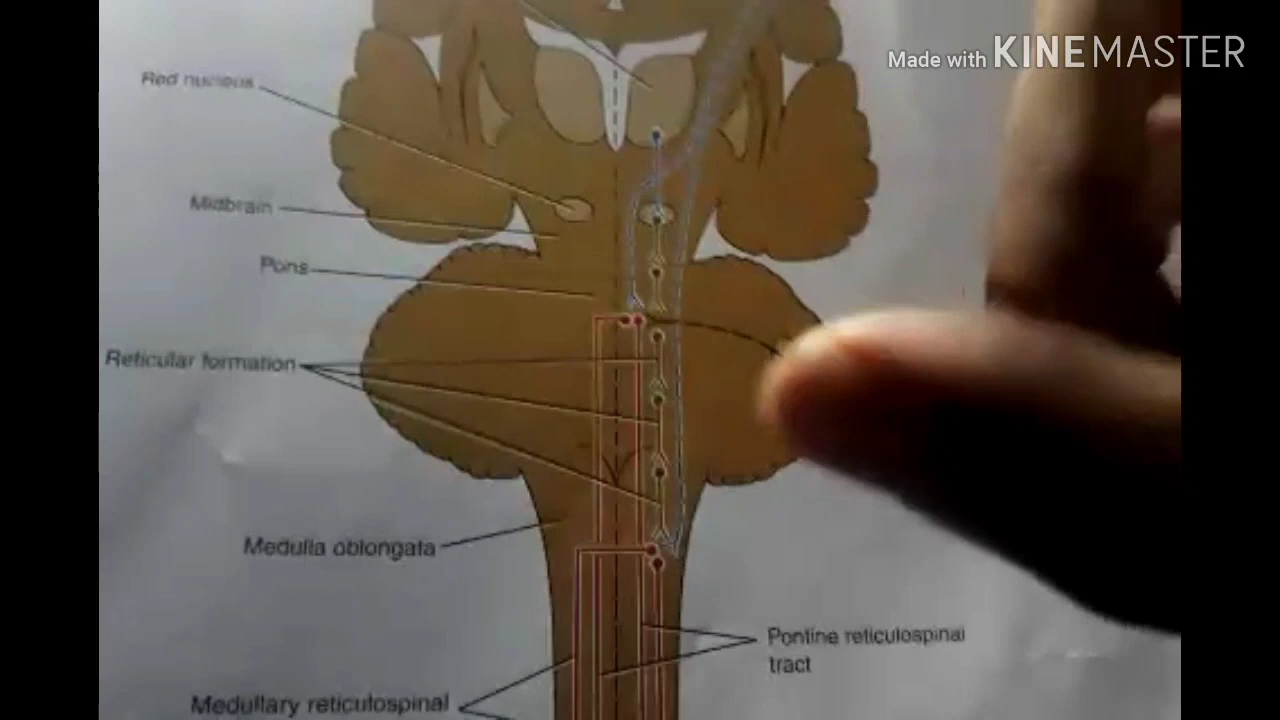 Made with KINEMASTER
Red nucleus
Midbrain
Pons
Reticular formation
Medulla oblongata
Pontine reticulospinal
tract
Medullary reticulospinal